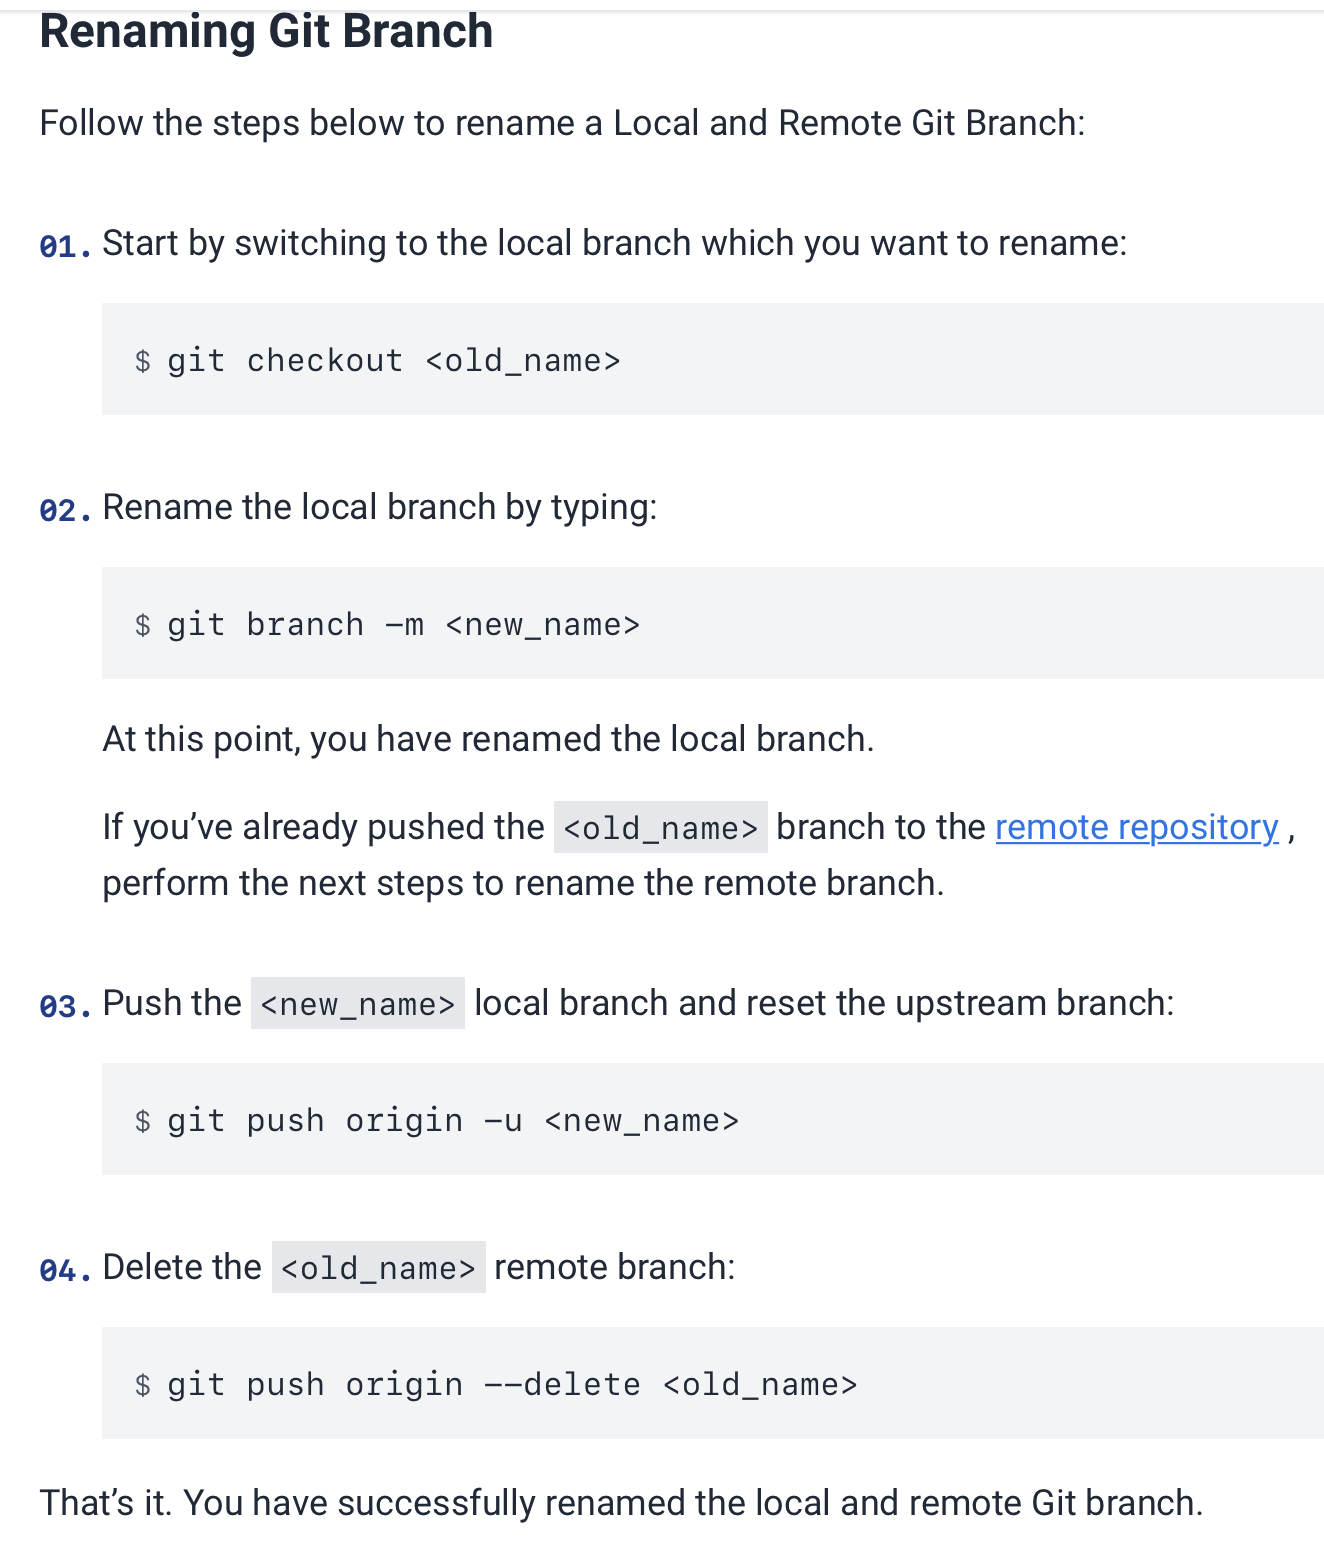 Renaming Git Branch
Follow the steps below to rename a Local and Remote Git Branch:
01. Start by switching to the local branch which you want to rename:
$ git checkout <old_name>
02. Rename the local branch by typing:
$ git branch -m <new_name>
At this point, you have renamed the local branch.
If you’ve already pushed the <old_name> branch to the remote repository ,
perform the next steps to rename the remote branch.
03. Push the <new_name> local branch and reset the upstream branch:
$ git push origin -u <new_name>
04. Delete the <old_name> remote branch:
$ git push origin --delete <old_name>
That’s it. You have successfully renamed the local and remote Git branch.